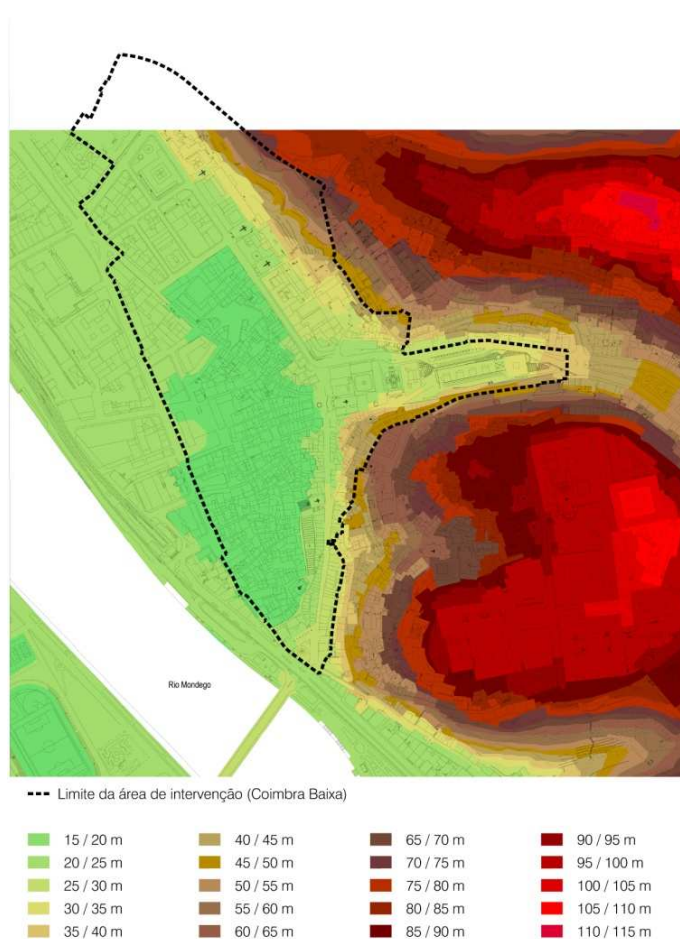 Rio Mondego
Limite da área de intervenção (Coimbra Baixa)
15 / 20 m
20 / 25 m
25 / 30 m
30 / 35 m
35 / 40 m
40 / 45 m
45 / 50 m
50 / 55 m
55 / 60 m
60 / 65 m
65 / 70 m
70 / 75 m
75 / 80 m
80 / 85 m
85 / 90 m
90 / 95 m
95 / 100 m
100 / 105 m
105 / 110 m
110 / 115 m